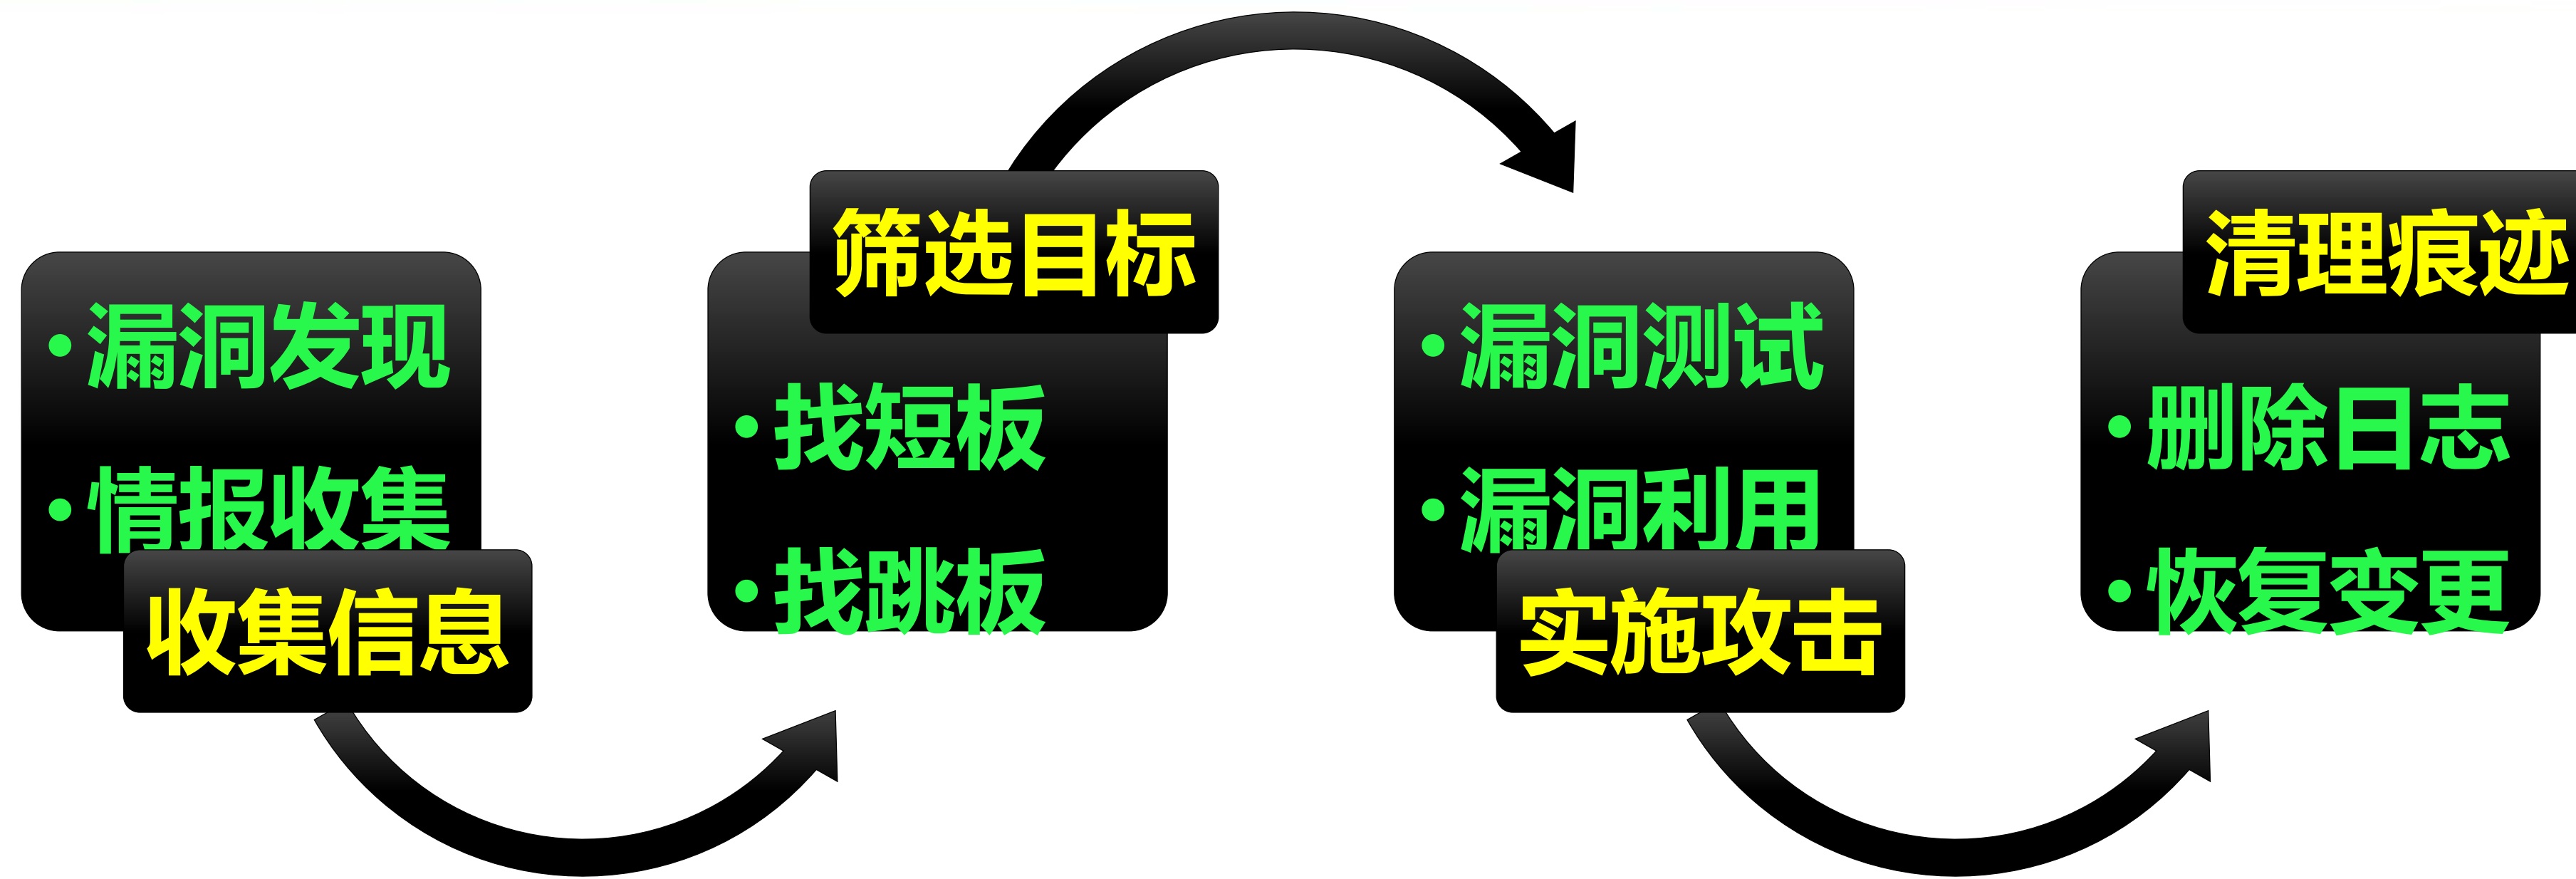 漏洞发现
情报收集
收集信息
筛选目标
找短板
找跳板
漏洞测试
漏洞利用
实施攻击
清理痕迹
删除日志
恢复变更